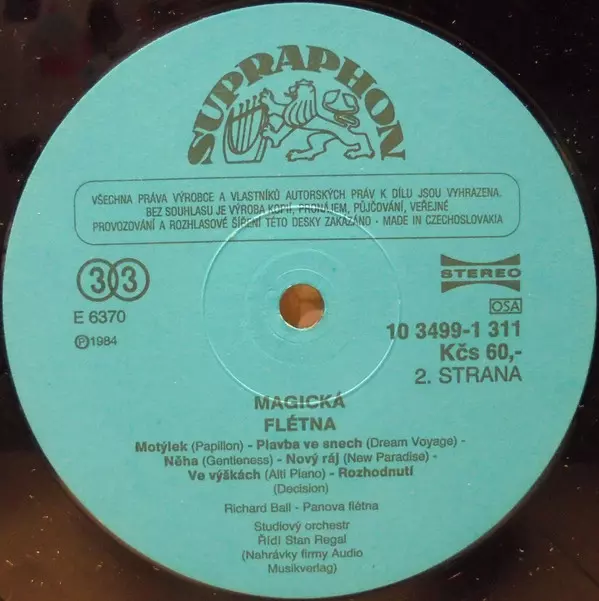 SUPRAPHON
VŠECHNA PRÁVA VÝROBCE A VLASTNÍKŮ AUTORSKÝCH PRÁV K DÍLU JSOU VYHRAZENA.
BEZ SOUHLASU JE VÝROBA KOPIÍ, PRONÁJEM, PŮJČOVÁNÍ, VEŘEJNÉ
PROVOZOVÁNÍ A ROZHLASOVÉ ŠÍŘENÍ TÉTO DESKY ZAKÁZÁNO · MADE IN CZECHOSLOVAKIA
33
STEREO
E 6370
OSA
Ⓟ1984
10 3499-1 311
Kčs 60,-
2. STRANA
MAGICKÁ
FLÉTNA
Motýlek (Papillon) - Plavba ve snech (Dream Voyage) -
Něha (Gentleness) - Nový ráj (New Paradise) -
Ve výškách (Alti Piano) - Rozhodnutí
(Decision)
Richard Ball - Panova flétna
Studiový orchestr
Řídí Stan Regal
(Nahrávky firmy Audio
Musikverlag)